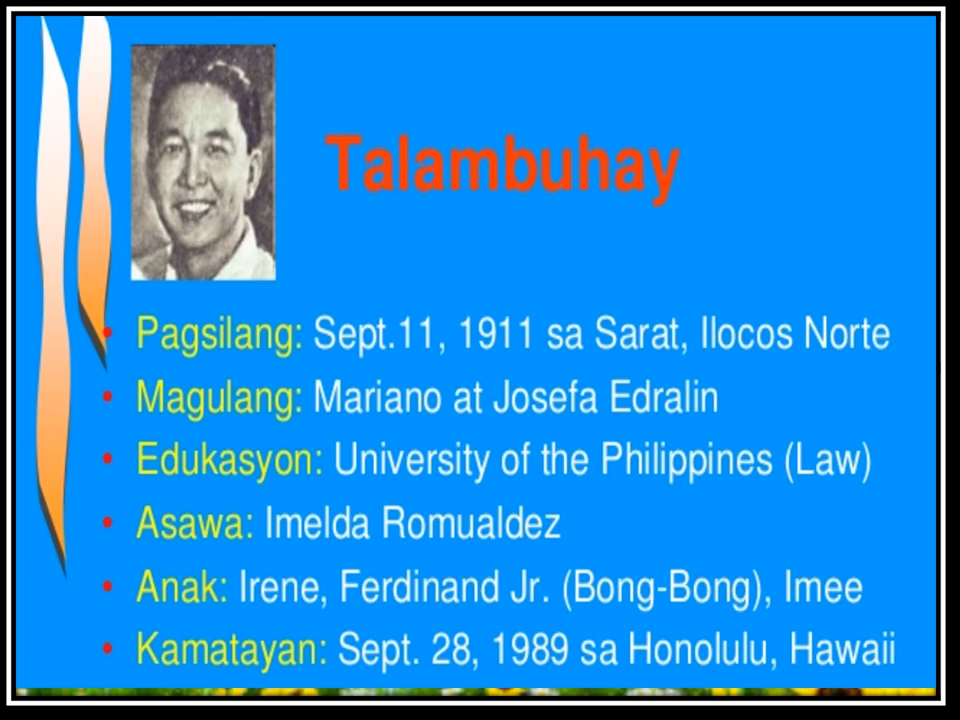 Talambuhay
• Pagsilang: Sept.11, 1911 sa Sarat, Ilocos Norte
• Magulang: Mariano at Josefa Edralin
• Edukasyon: University of the Philippines (Law)
• Asawa: Imelda Romualdez
• Anak: Irene, Ferdinand Jr. (Bong-Bong), Imee
• Kamatayan: Sept. 28, 1989 sa Honolulu, Hawaii